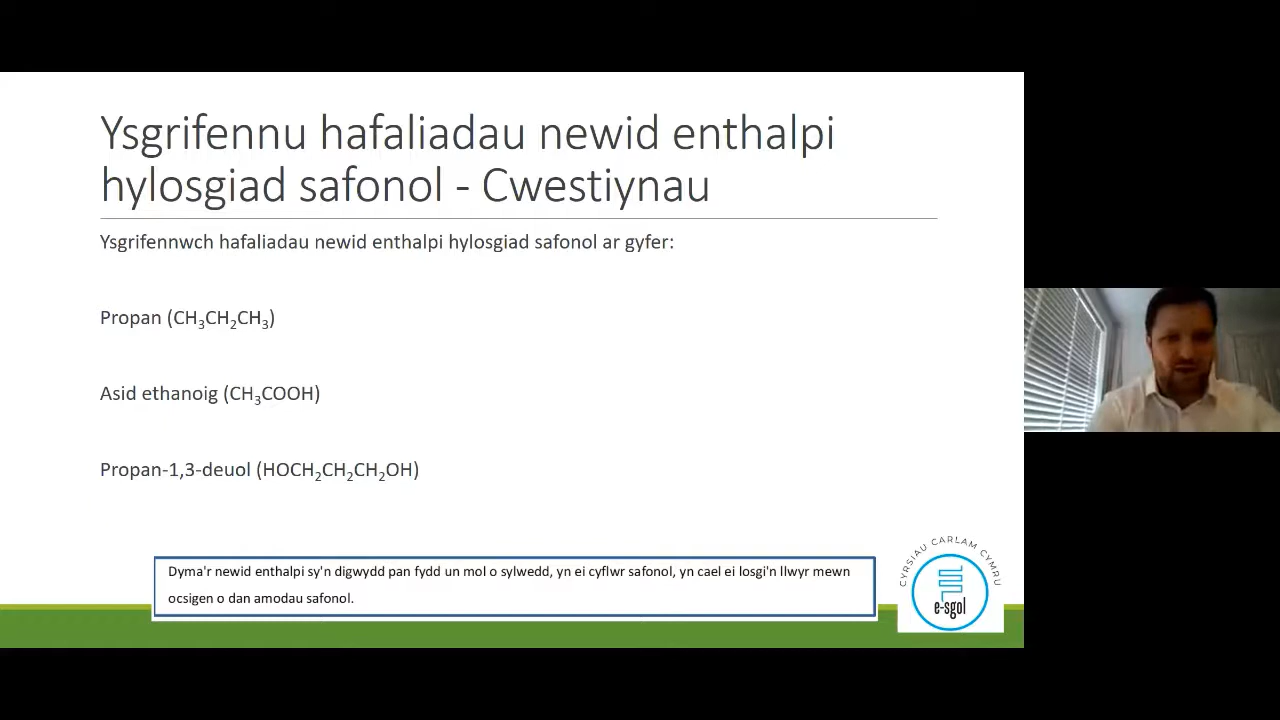 Ysgrifennu hafaliadau newid enthalpi
hylosgiad safonol - Cwestiynau
Ysgrifennwch hafaliadau newid enthalpi hylosgiad safonol ar gyfer:
Propan (CH₃CH₂CH₃)
Asid ethanoig (CH₃COOH)
Propan-1,3-deuol (HOCH₂CH₂CH₂OH)
Dyma'r newid enthalpi sy'n digwydd pan fydd un mol o sylwedd, yn ei cyflwr safonol, yn cael ei losgi'n llwyr mewn
ocsigen o dan amodau safonol.
CYRSIAU CARLAM CYMRU
e-sgol